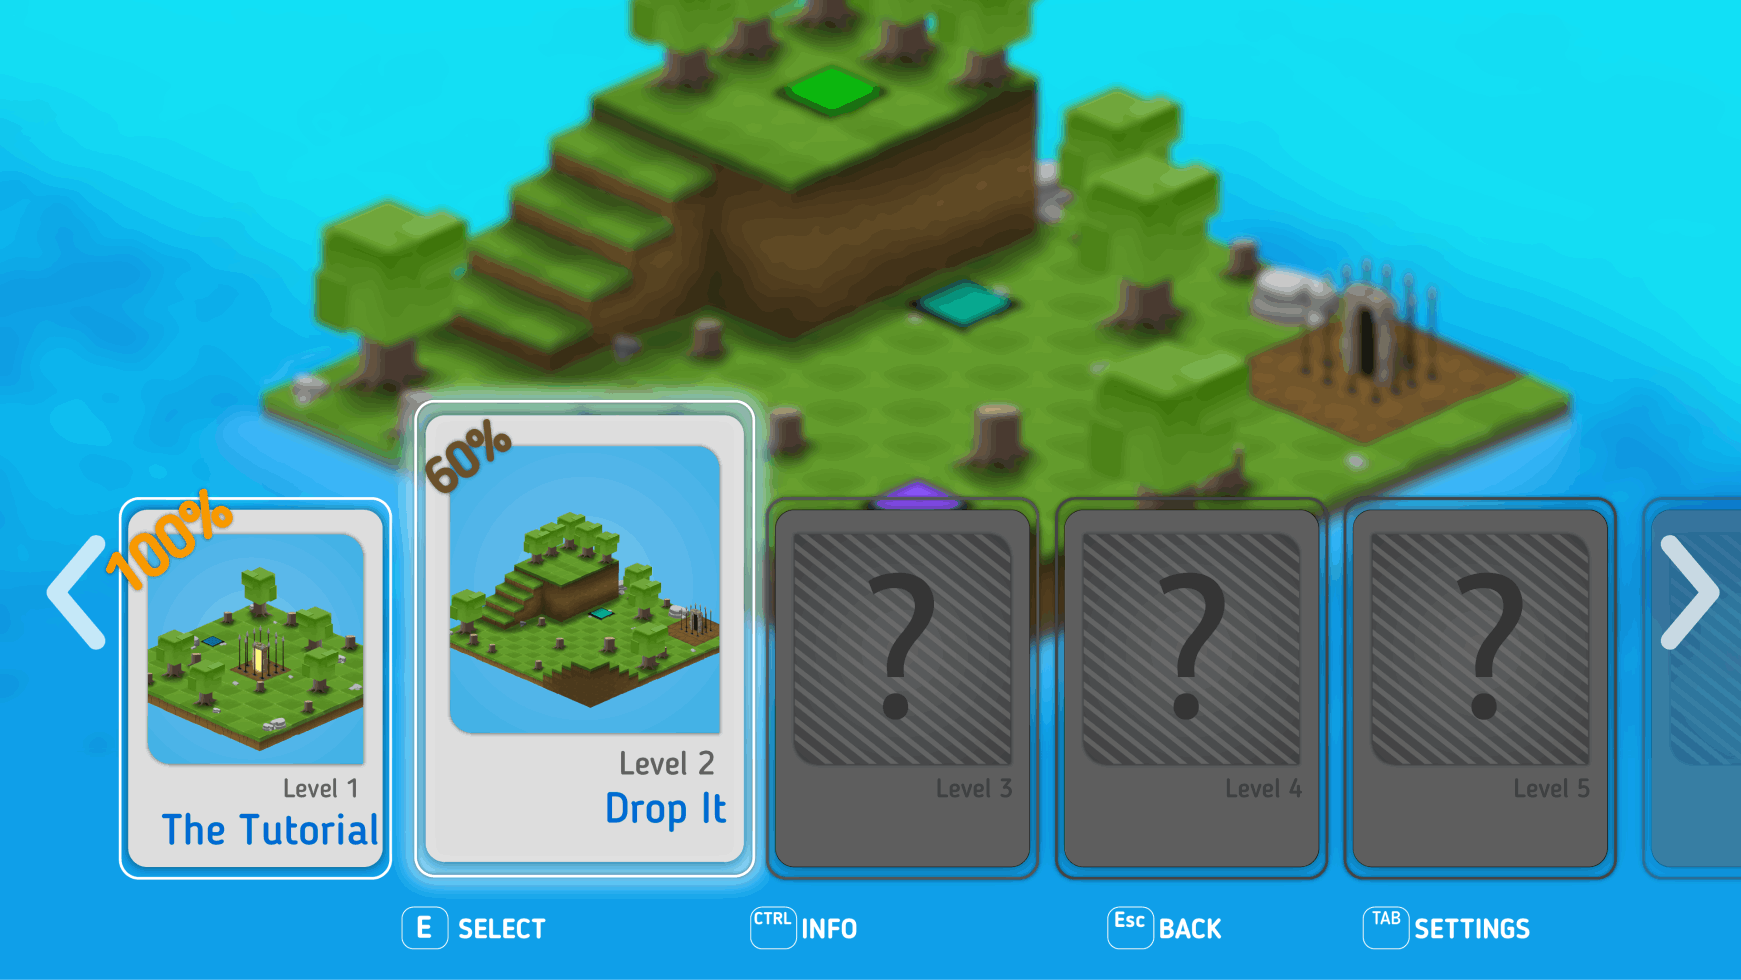 100%
Level 1
The Tutorial
60%
Level 2
Drop It
?
Level 3
?
Level 4
?
Level 5
E SELECT
CTRL INFO
Esc BACK
TAB SETTINGS